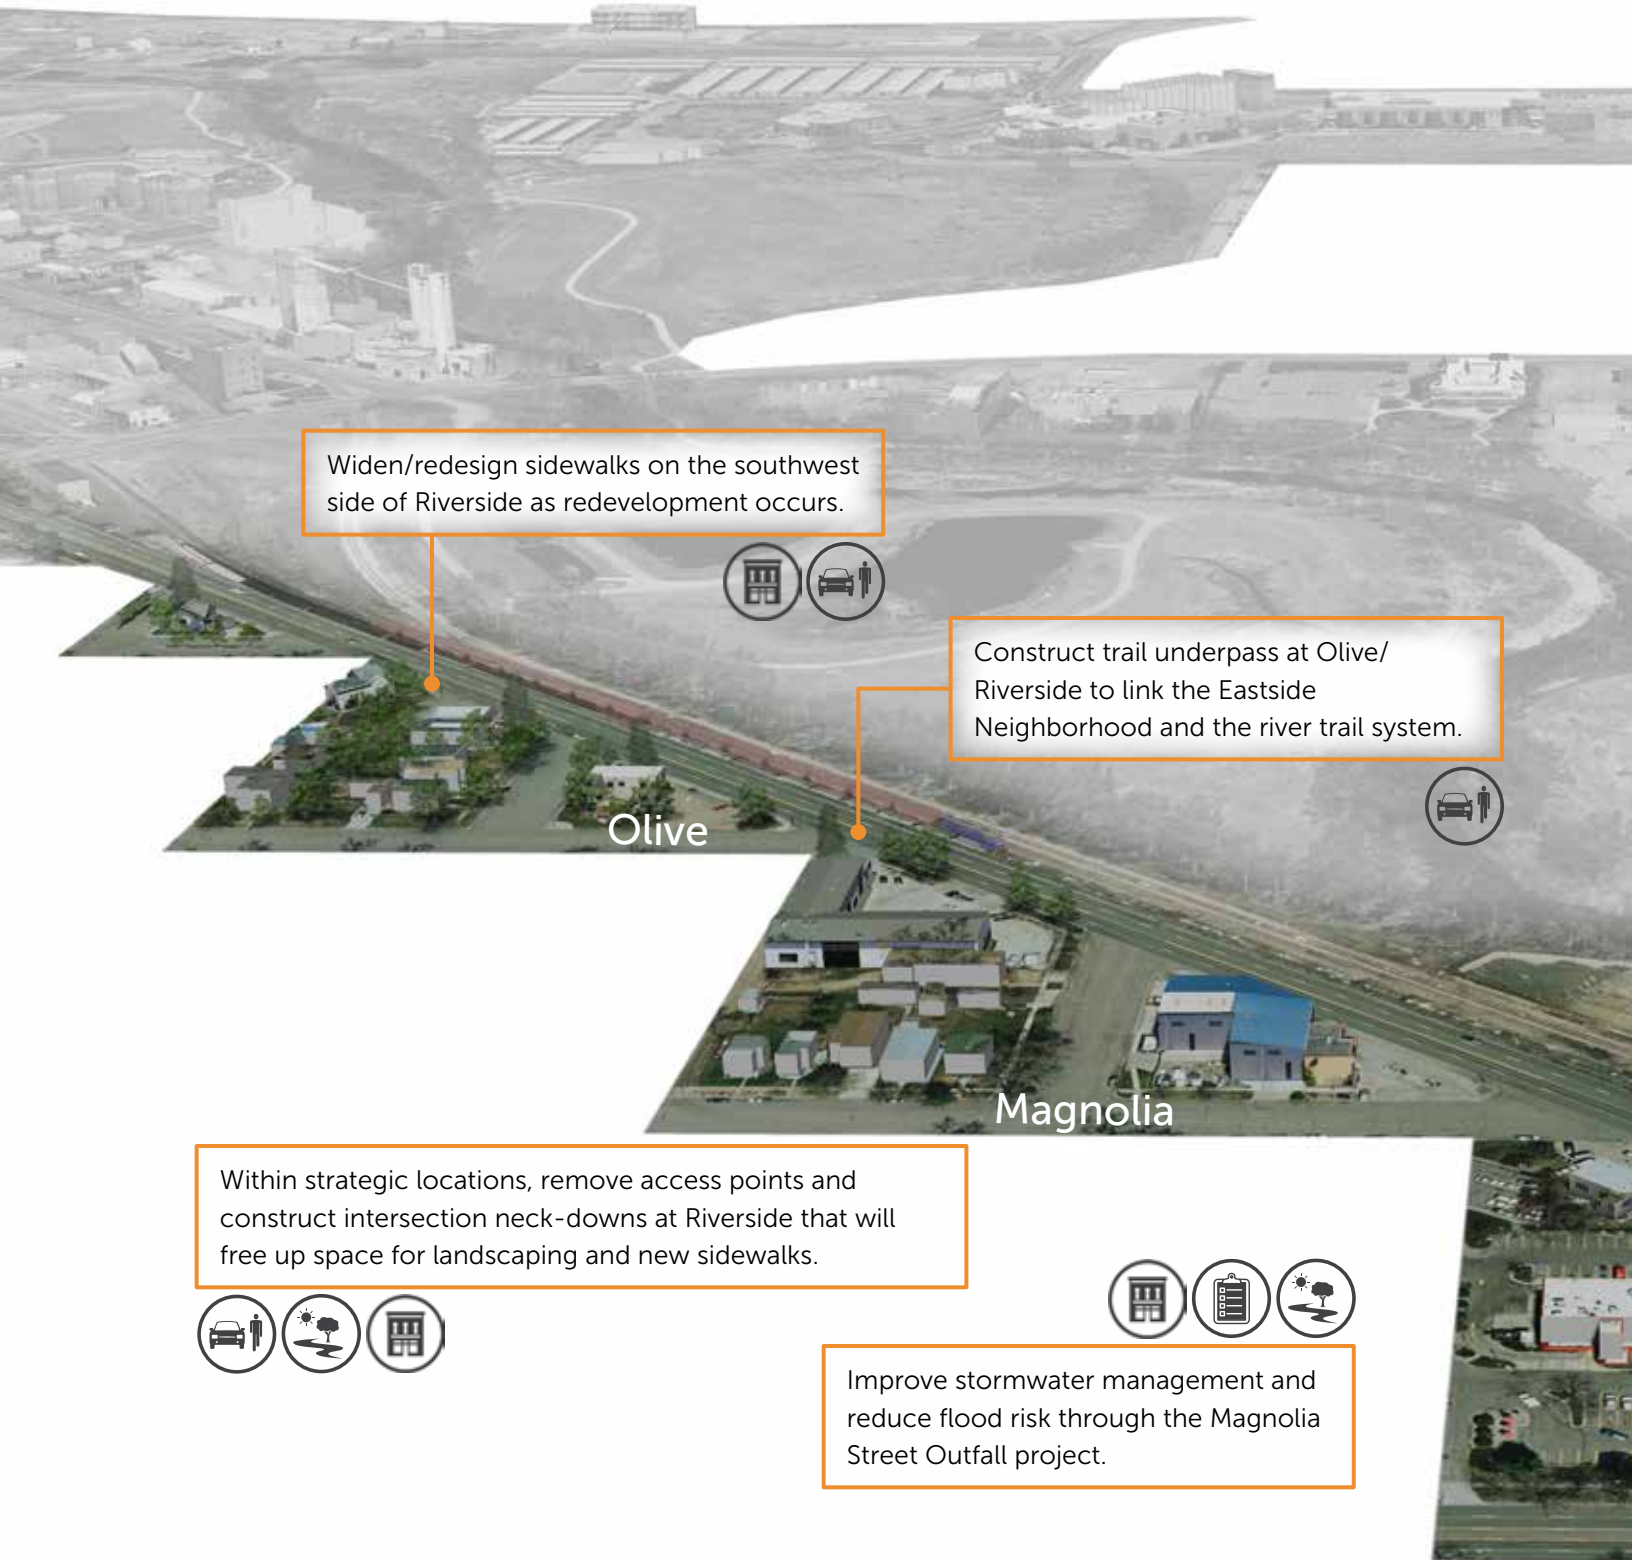 Widen/redesign sidewalks on the southwest
side of Riverside as redevelopment occurs.
Construct trail underpass at Olive/
Riverside to link the Eastside
Neighborhood and the river trail system.
Olive
Magnolia
Within strategic locations, remove access points and
construct intersection neck-downs at Riverside that will
free up space for landscaping and new sidewalks.
Improve stormwater management and
reduce flood risk through the Magnolia
Street Outfall project.